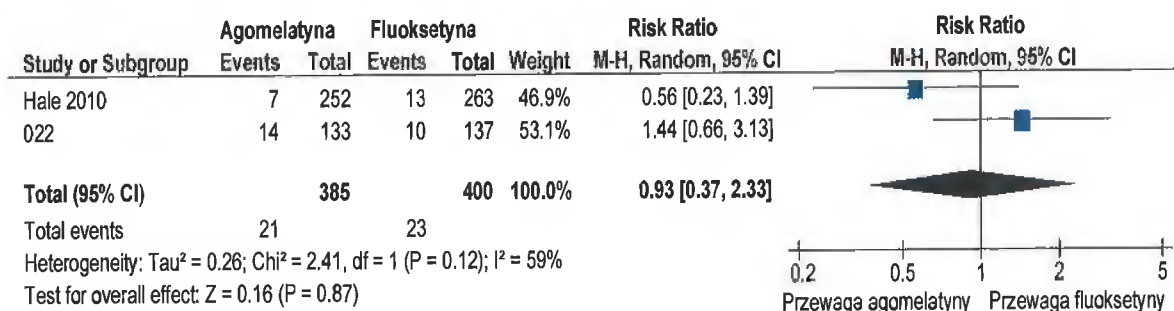 Agomelatyna Fluoksetyna Risk Ratio Risk Ratio
Study or Subgroup Events Total Events Total Weight M-H, Random, 95% CI M-H, Random, 95% CI
Hale 2010 7 252 13 263 46.9% 0.56 [0.23, 1.39]
022 14 133 10 137 53.1% 1.44 [0.66, 3.13]
Total (95% CI) 385 400 100.0% 0.93 [0.37, 2.33]
Total events 21 23
Heterogeneity: Tau² = 0.26; Chi² = 2.41, df = 1 (P = 0.12); I² = 59%
Test for overall effect: Z = 0.16 (P = 0.87)
0.2 0.5 1 2 5
Przewaga agomelatyny Przewaga fluoksetyny